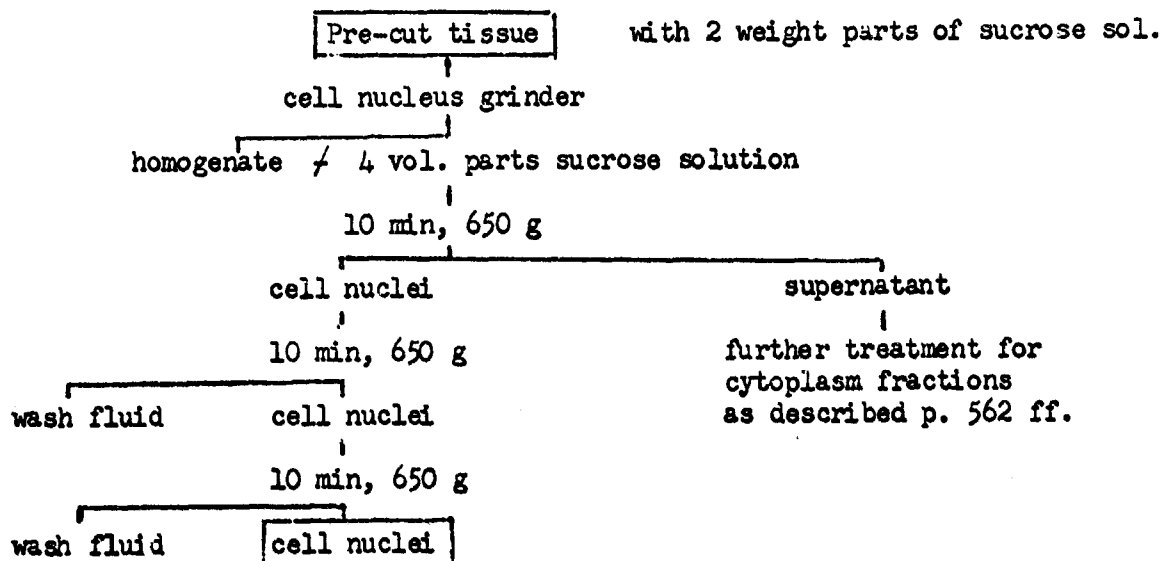 Pre-cut tissue with 2 weight parts of sucrose sol.
cell nucleus grinder
homogenate ≠ 4 vol. parts sucrose solution
10 min, 650 g
cell nuclei supernatant
10 min, 650 g further treatment for
cytoplasm fractions
wash fluid cell nuclei as described p. 562 ff.
10 min, 650 g
wash fluid cell nuclei